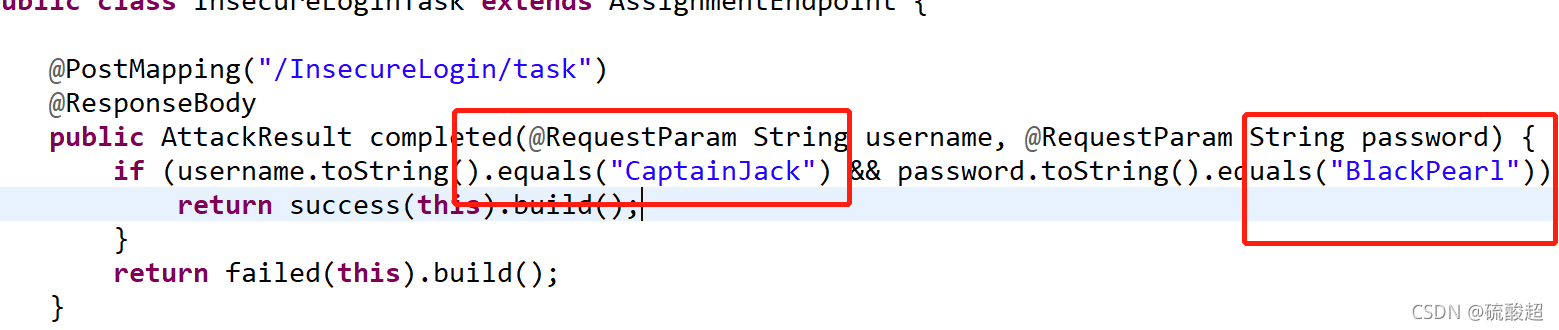 public class InsecureLoginTask extends AssignmentEndpoint {
@PostMapping("/InsecureLogin/task")
@ResponseBody
public AttackResult completed(@RequestParam String username, @RequestParam String password) {
if (username.toString().equals("CaptainJack") && password.toString().equals("BlackPearl"))
return success(this).build();
}
return failed(this).build();
}
CSDN @硫酸超